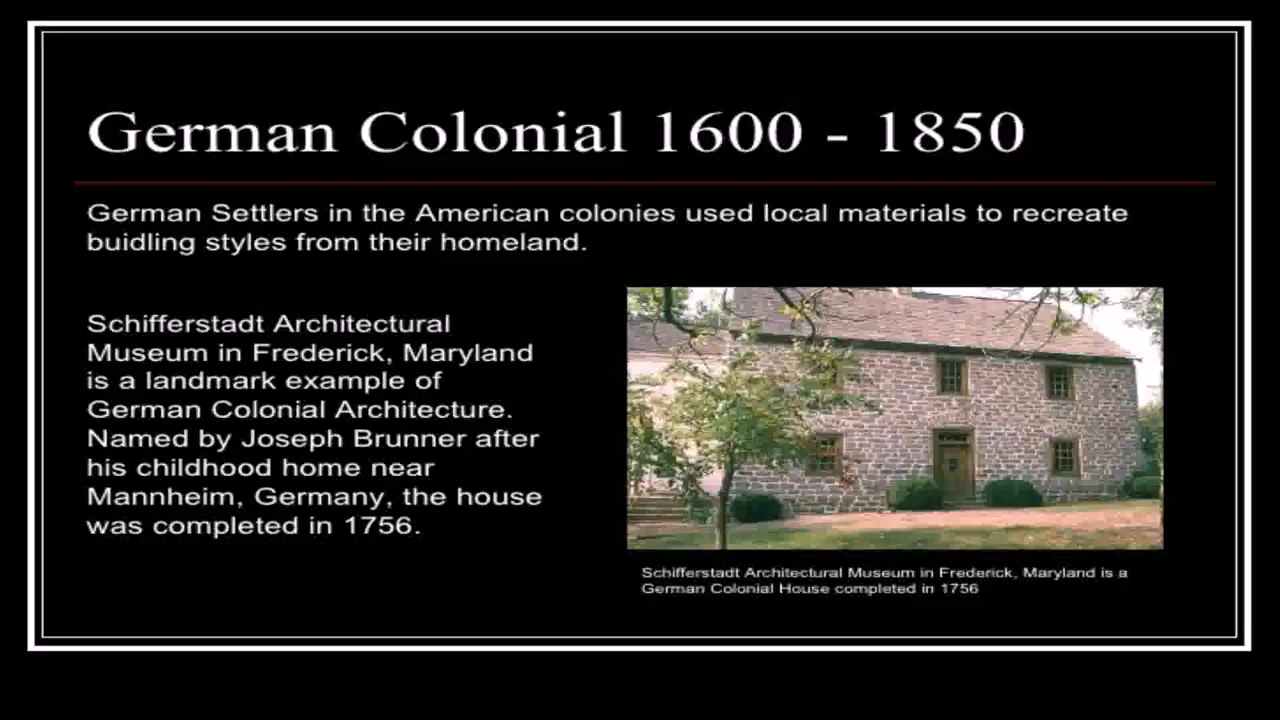 German Colonial 1600 - 1850
German Settlers in the American colonies used local materials to recreate
buidling styles from their homeland.
Schifferstadt Architectural
Museum in Frederick, Maryland
is a landmark example of
German Colonial Architecture.
Named by Joseph Brunner after
his childhood home near
Mannheim, Germany, the house
was completed in 1756.
Schifferstadt Architectural Museum in Frederick, Maryland is a
German Colonial House completed in 1756